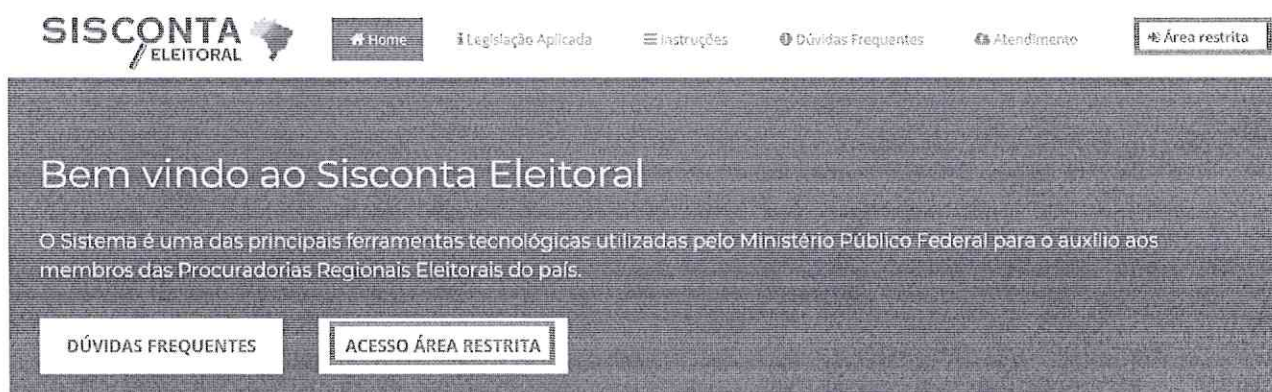 SISCONTA
ELEITORAL
Home
Legislação Aplicada
Instruções
Dúvidas Frequentes
Atendimento
Área restrita
Bem vindo ao Sisconta Eleitoral
O Sistema é uma das principais ferramentas tecnológicas utilizadas pelo Ministério Público Federal para o auxílio aos
membros das Procuradorias Regionais Eleitorais do país.
DÚVIDAS FREQUENTES
ACESSO ÁREA RESTRITA